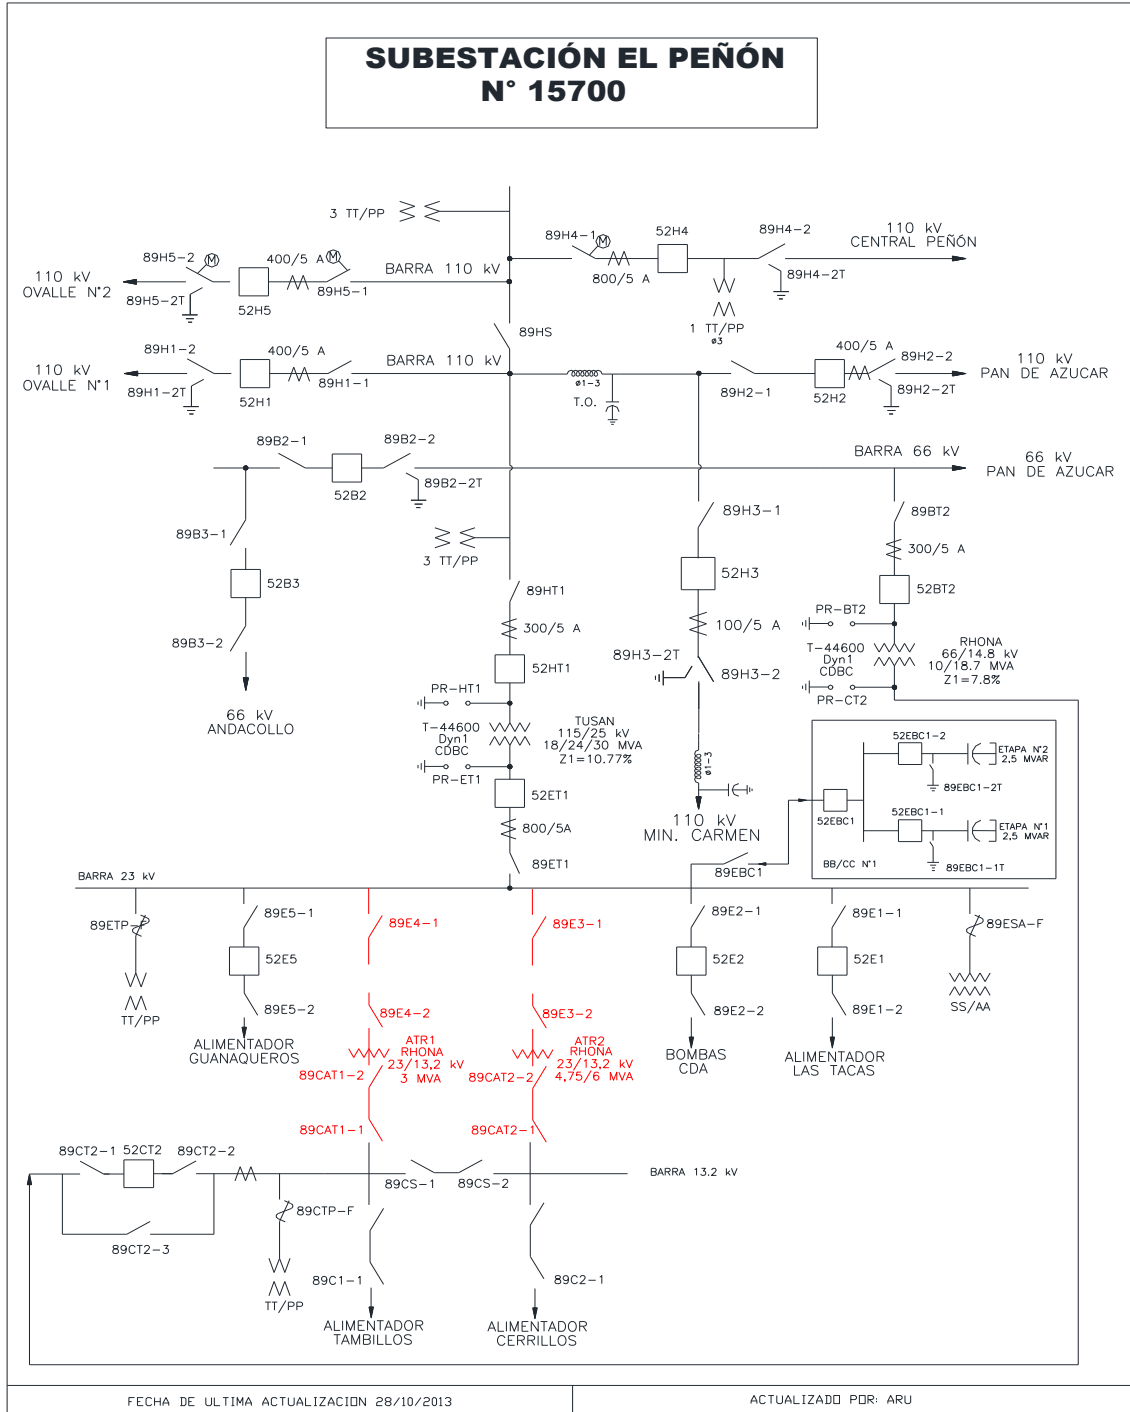 SUBESTACIÓN EL PEÑÓN
N° 15700
3 TT/PP
89H4-1
M
52H4
89H4-2
110 kV
CENTRAL PEÑÓN
800/5 A
89H4-2T
1 TT/PP
ø3
89H5-2
M
400/5 A
M
BARRA 110 kV
110 kV
OVALLE N°2
89H5-2T
52H5
89H5-1
89HS
89H1-2
400/5 A
BARRA 110 kV
110 kV
OVALLE N°1
89H1-2T
52H1
89H1-1
ø1-3
T.O.
89H2-1
400/5 A
89H2-2
110 kV
PAN DE AZUCAR
52H2
89H2-2T
89B2-1
89B2-2
BARRA 66 kV
66 kV
PAN DE AZUCAR
52B2
89B2-2T
89B3-1
52B3
89B3-2
66 kV
ANDACOLLO
3 TT/PP
89HT1
300/5 A
52HT1
PR-HT1
T-44600
Dyn1
CDBC
TUSAN
115/25 kV
18/24/30 MVA
Z1=10.77%
PR-ET1
52ET1
800/5A
89ET1
89H3-1
52H3
100/5 A
89H3-2T
89H3-2
ø1-3
110 kV
MIN. CARMEN
89BT2
300/5 A
52BT2
PR-BT2
T-44600
Dyn1
CDBC
RHONA
66/14.8 kV
10/18.7 MVA
Z1=7.8%
PR-CT2
52EBC1-2
ETAPA N°2
2,5 MVAR
89EBC1-2T
52EBC1
52EBC1-1
ETAPA N°1
2,5 MVAR
BB/CC N°1
89EBC1-1T
89EBC1
BARRA 23 kV
89ETP
TT/PP
89E5-1
52E5
89E5-2
ALIMENTADOR
GUANAQUEROS
89E4-1
89E4-2
ATR1
RHONA
23/13,2 kV
3 MVA
89CAT1-2
89CAT1-1
89E3-1
89E3-2
ATR2
RHONA
23/13,2 kV
4,75/6 MVA
89CAT2-2
89CAT2-1
89E2-1
52E2
89E2-2
BOMBAS
CDA
89E1-1
52E1
89E1-2
ALIMENTADOR
LAS TACAS
89ESA-F
SS/AA
89CT2-1
52CT2
89CT2-2
89CT2-3
89CTP-F
TT/PP
89CS-1
89CS-2
BARRA 13.2 kV
89C1-1
ALIMENTADOR
TAMBILLOS
89C2-1
ALIMENTADOR
CERRILLOS
FECHA DE ULTIMA ACTUALIZACION 28/10/2013
ACTUALIZADO POR: ARU